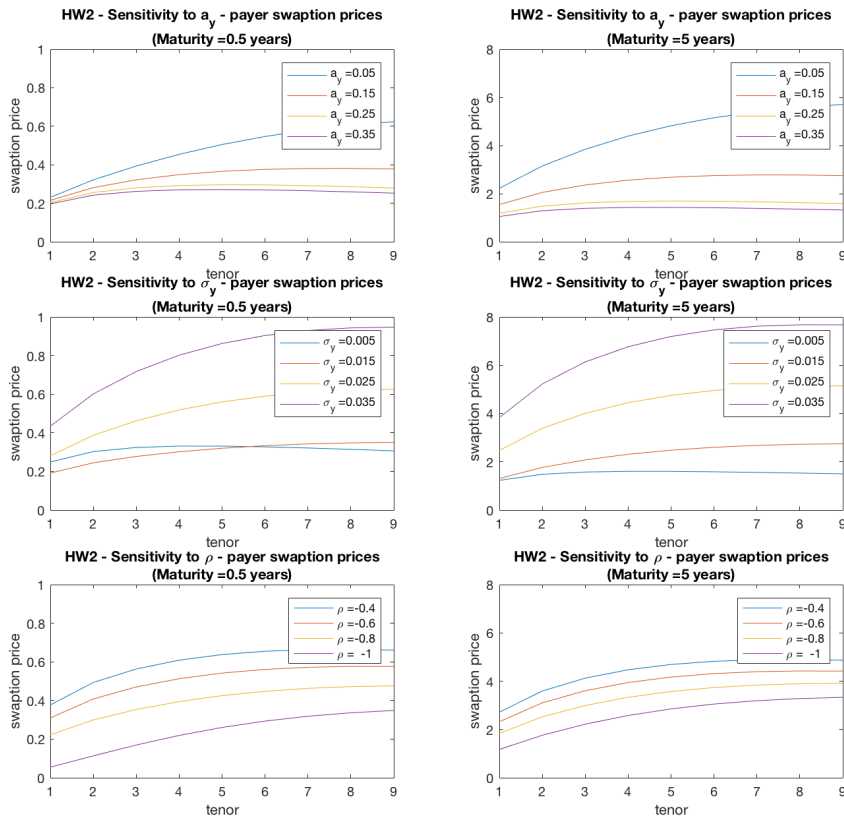 HW2 - Sensitivity to a_y - payer swaption prices
(Maturity =0.5 years)
swaption price
1
0.8
0.6
0.4
0.2
0
1 2 3 4 5 6 7 8 9
tenor
a_y =0.05
a_y =0.15
a_y =0.25
a_y =0.35
HW2 - Sensitivity to a_y - payer swaption prices
(Maturity =5 years)
swaption price
8
6
4
2
0
1 2 3 4 5 6 7 8 9
tenor
a_y =0.05
a_y =0.15
a_y =0.25
a_y =0.35
HW2 - Sensitivity to σ_y - payer swaption prices
(Maturity =0.5 years)
swaption price
1
0.8
0.6
0.4
0.2
0
1 2 3 4 5 6 7 8 9
tenor
σ_y =0.005
σ_y =0.015
σ_y =0.025
σ_y =0.035
HW2 - Sensitivity to σ_y - payer swaption prices
(Maturity =5 years)
swaption price
8
6
4
2
0
1 2 3 4 5 6 7 8 9
tenor
σ_y =0.005
σ_y =0.015
σ_y =0.025
σ_y =0.035
HW2 - Sensitivity to ρ - payer swaption prices
(Maturity =0.5 years)
swaption price
1
0.8
0.6
0.4
0.2
0
1 2 3 4 5 6 7 8 9
tenor
ρ =-0.4
ρ =-0.6
ρ =-0.8
ρ = -1
HW2 - Sensitivity to ρ - payer swaption prices
(Maturity =5 years)
swaption price
8
6
4
2
0
1 2 3 4 5 6 7 8 9
tenor
ρ =-0.4
ρ =-0.6
ρ =-0.8
ρ = -1